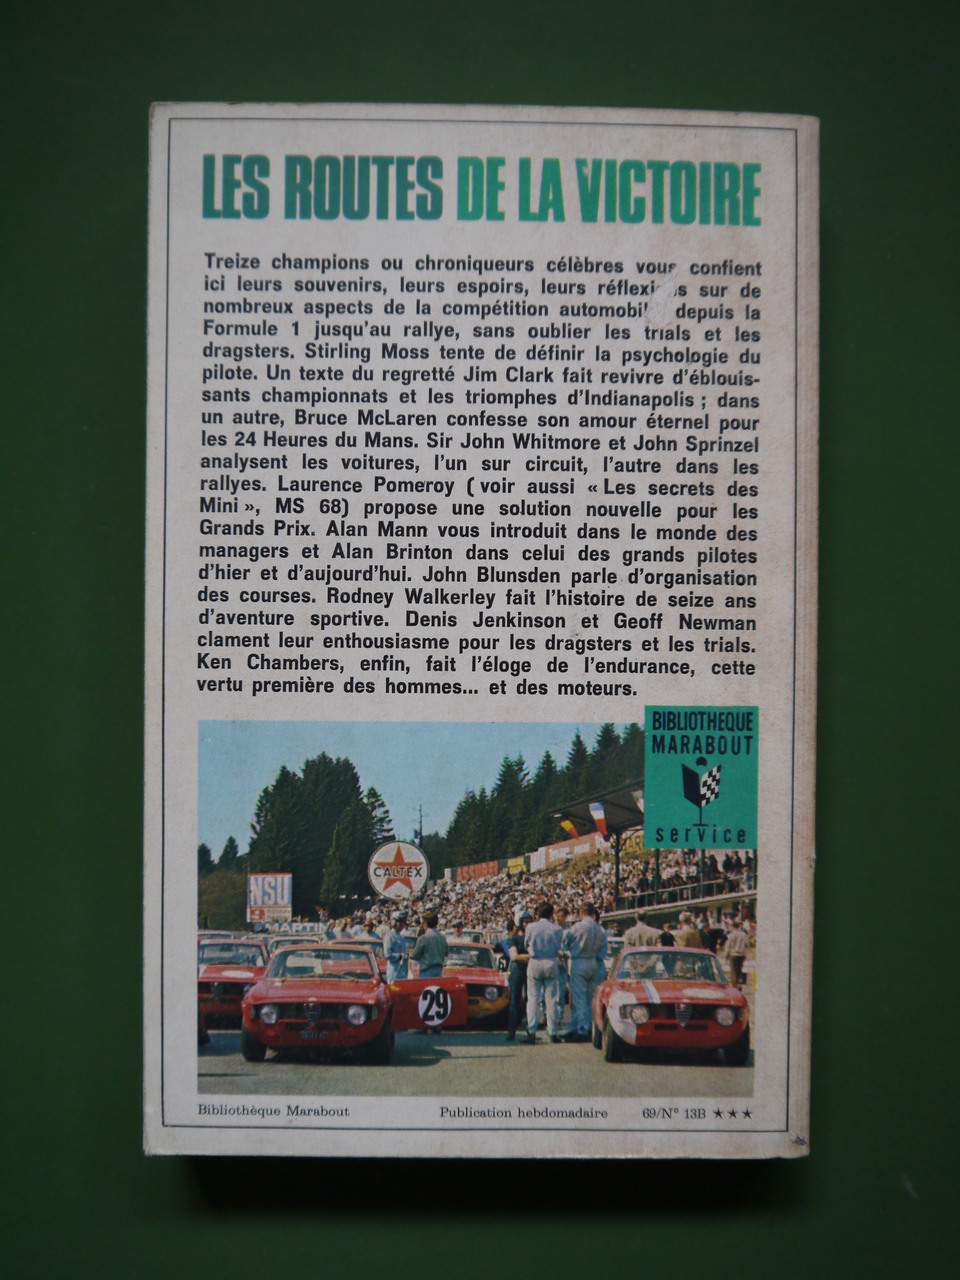 LES ROUTES DE LA VICTOIRE
Treize champions ou chroniqueurs célèbres vous confient
ici leurs souvenirs, leurs espoirs, leurs sur de
nombreux aspects de la compétition depuis la
Formule 1 jusqu'au rallye, sans oublier les trials et les
dragsters. Stirling Moss tente de définir la psychologie du
pilote. Un texte du regretté Jim Clark fait revivre d'éblouis-
sants championnats et les triomphes d'Indianapolis ; dans
un autre, Bruce McLaren confesse son amour éternel pour
les 24 Heures du Mans. Sir John Whitmore et John Sprinzel
analysent les voitures, l'un sur circuit, l'autre dans les
rallyes. Laurence Pomeroy ( voir aussi « Les secrets des
Mini », MS 68) propose une solution nouvelle pour les
Grands Prix. Alan Mann vous introduit dans le monde des
managers et Alan Brinton dans celui des grands pilotes
d'hier et d'aujourd'hui. John Blunsden parle d'organisation
des courses. Rodney Walkerley fait l'histoire de seize ans
d'aventure sportive. Denis Jenkinson et Geoff Newman
clament leur enthousiasme pour les dragsters et les trials.
Ken Chambers, enfin, fait l'éloge de l'endurance, cette
vertu première des hommes... et des moteurs.
BIBLIOTHEQUE
MARABOUT
service
CALTEX
NSU
MARTINI
29
Bibliothèque Marabout Publication hebdomadaire 69/N° 13B ★★★